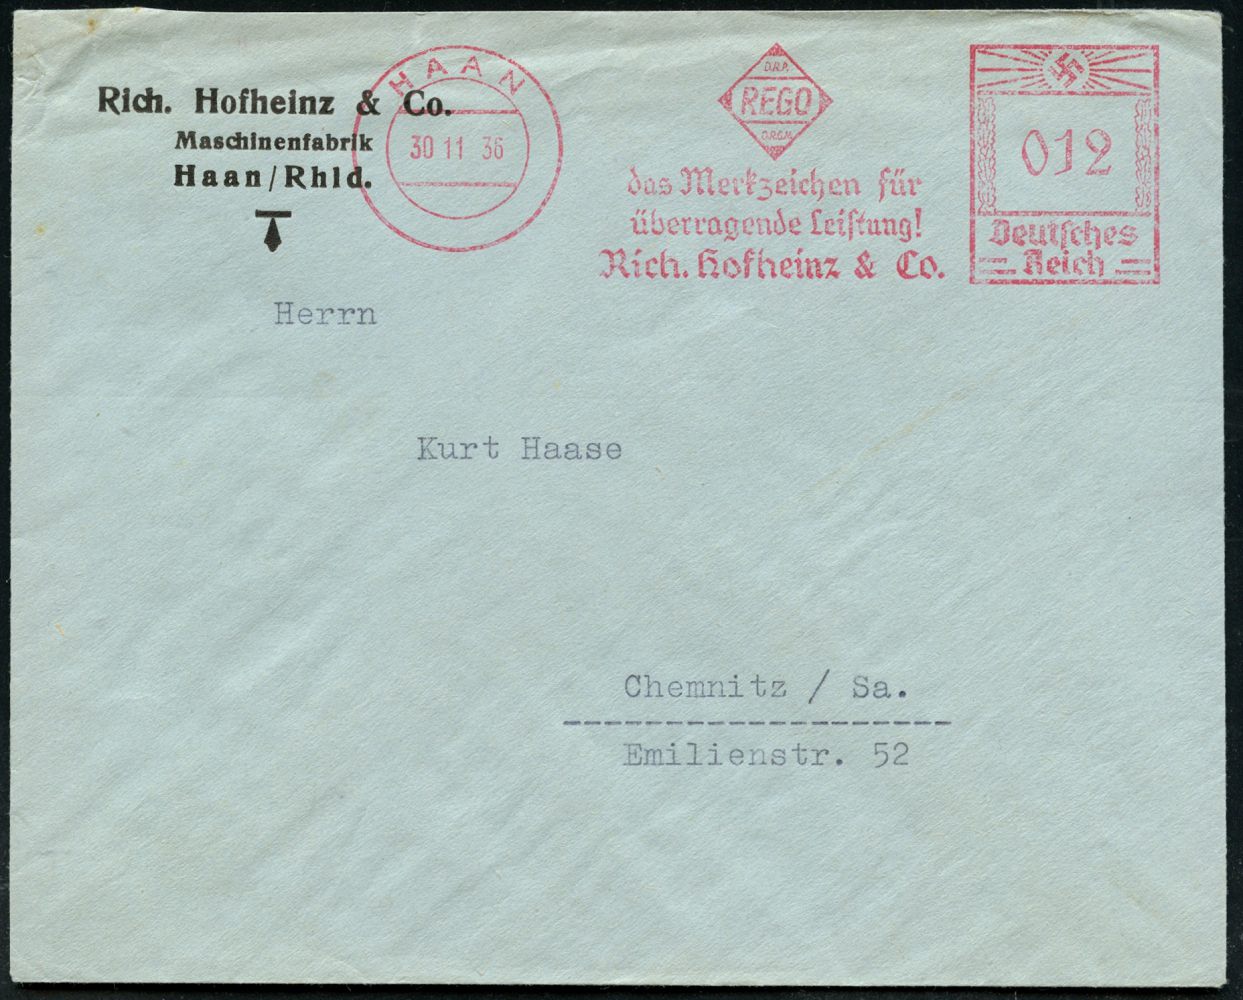 Rich. Hofheinz & Co.
Maschinenfabrik
Haan/Rhld.
HAAN
30 11 36
D.R.P.
REGO
D.R.G.M.
das Merkzeichen für
überragende Leistung!
Rich. Hofheinz & Co.
012
Deutsches
Reich
Herrn
Kurt Haase
Chemnitz / Sa.
Emilienstr. 52